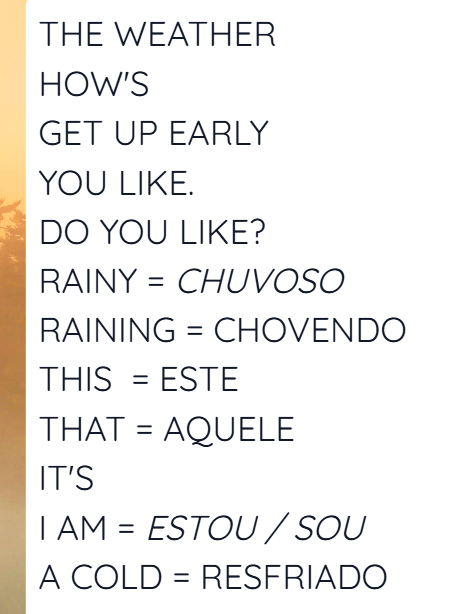 THE WEATHER
HOW'S
GET UP EARLY
YOU LIKE.
DO YOU LIKE?
RAINY = CHUVOSO
RAINING = CHOVENDO
THIS  = ESTE
THAT = AQUELE
IT'S
I AM = ESTOU / SOU
A COLD = RESFRIADO